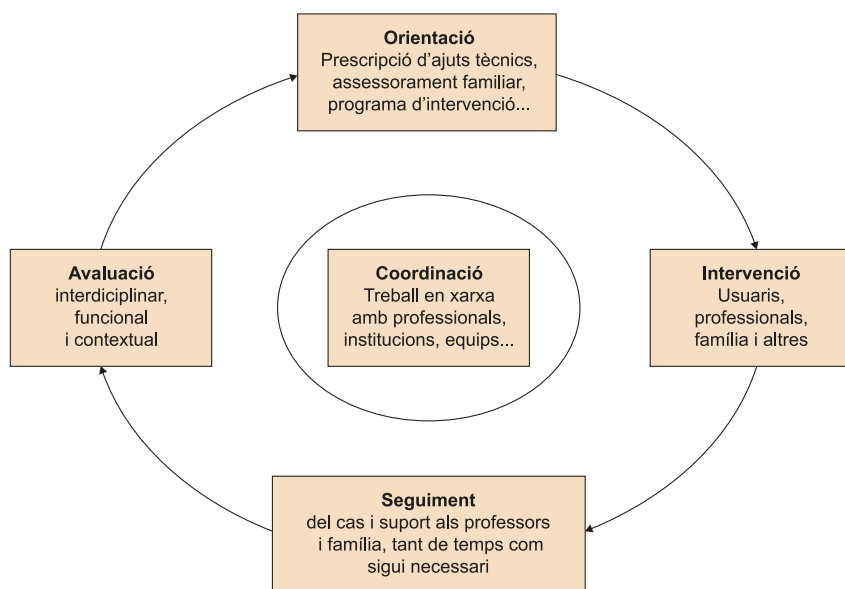 Orientació
Prescripció d'ajuts tècnics,
assessorament familiar,
programa d'intervenció...
Avaluació
interdiciplinar,
funcional
i contextual
Coordinació
Treball en xarxa
amb professionals,
institucions, equips...
Intervenció
Usuaris,
professionals,
família i altres
Seguiment
del cas i suport als professors
i família, tant de temps com
sigui necessari